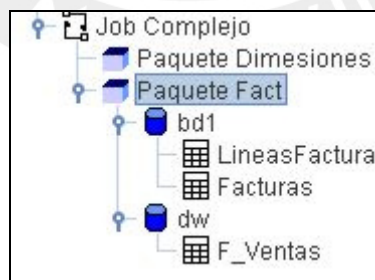 Job Complejo
Paquete Dimesiones
Paquete Fact
bd1
LineasFactura
Facturas
dw
F_Ventas